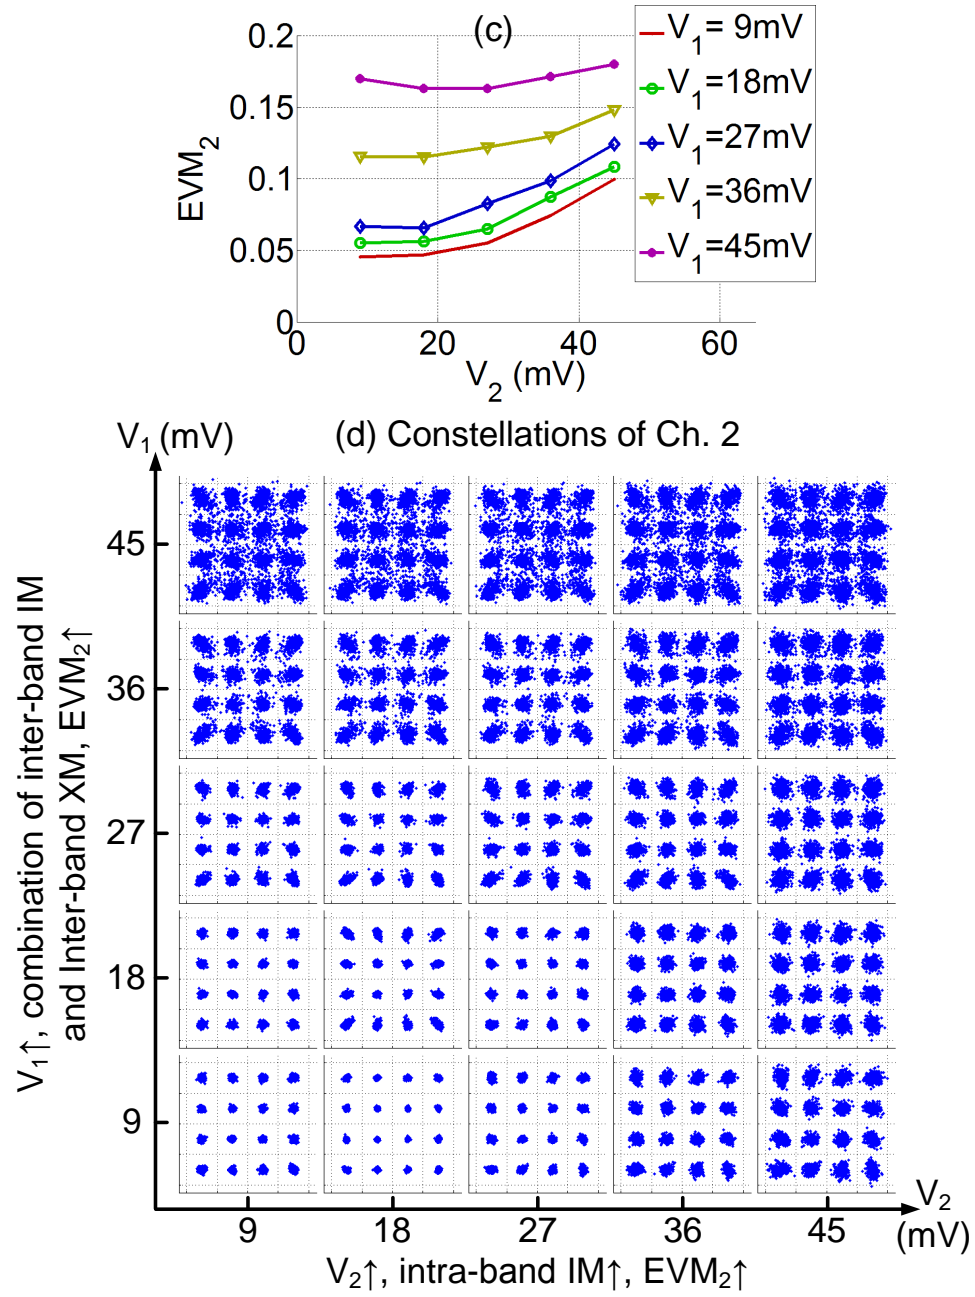 (c)
0.2
0.15
0.1
0.05
0
EVM2
0
20
40
60
V2 (mV)
V1= 9mV
V1=18mV
V1=27mV
V1=36mV
V1=45mV
V1 (mV)
(d) Constellations of Ch. 2
45
36
27
18
9
V1↑, combination of inter-band IM
and Inter-band XM, EVM2↑
9
18
27
36
45
V2
(mV)
V2↑, intra-band IM↑, EVM2↑